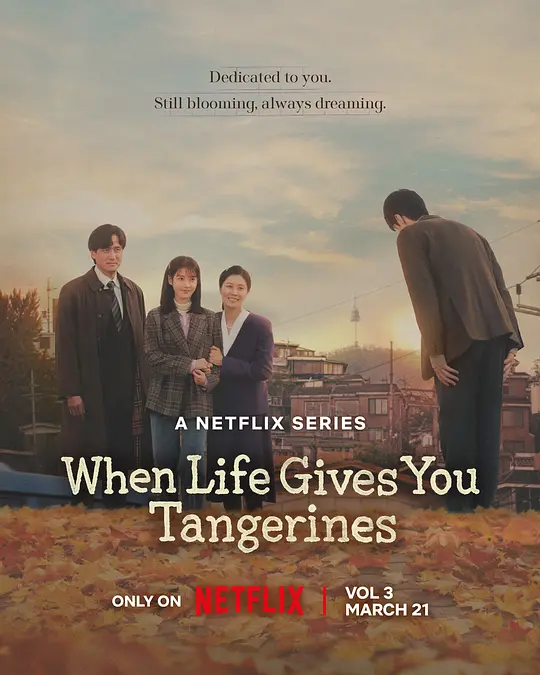 Dedicated to you.
Still blooming, always dreaming.
A NETFLIX SERIES
When Life Gives You
Tangerines
ONLY ON NETFLIX | VOL 3
MARCH 21